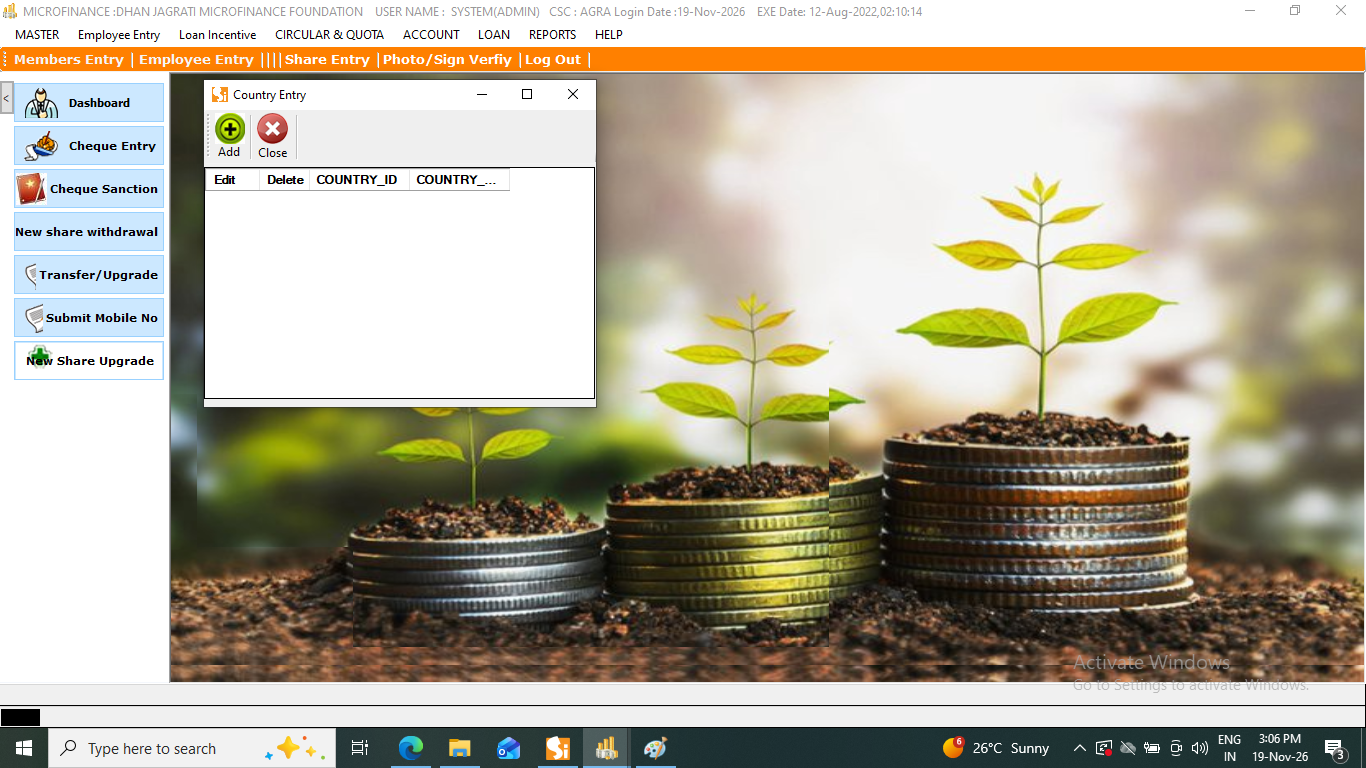 MICROFINANCE :DHAN JAGRATI MICROFINANCE FOUNDATION USER NAME : SYSTEM(ADMIN) CSC : AGRA Login Date :19-Nov-2026 EXE Date: 12-Aug-2022,02:10:14
MASTER Employee Entry Loan Incentive CIRCULAR & QUOTA ACCOUNT LOAN REPORTS HELP
Members Entry | Employee Entry ||||Share Entry |Photo/Sign Verfiy |Log Out |
<
Dashboard
Cheque Entry
Cheque Sanction
New share withdrawal
Transfer/Upgrade
Submit Mobile No
New Share Upgrade
Country Entry
Add Close
Edit Delete COUNTRY_ID COUNTRY_...
Activate Windows
Go to Settings to activate Windows.
Type here to search
6 26°C Sunny
ENG
IN
3:06 PM
19-Nov-26
3